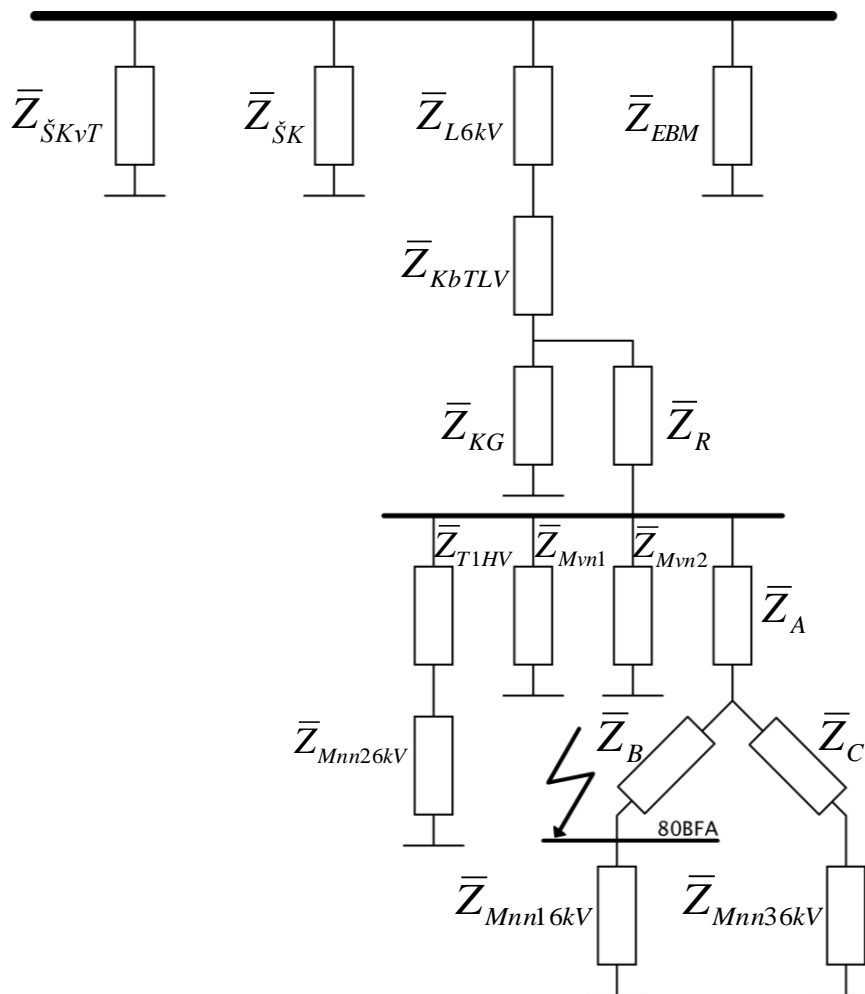 Z̅ŠKvT
Z̅ŠK
Z̅L6kV
Z̅EBM
Z̅KbTLV
Z̅KG
Z̅R
Z̅T1HV
Z̅Mvn1
Z̅Mvn2
Z̅A
Z̅Mnn26kV
Z̅B
Z̅C
80BFA
Z̅Mnn16kV
Z̅Mnn36kV